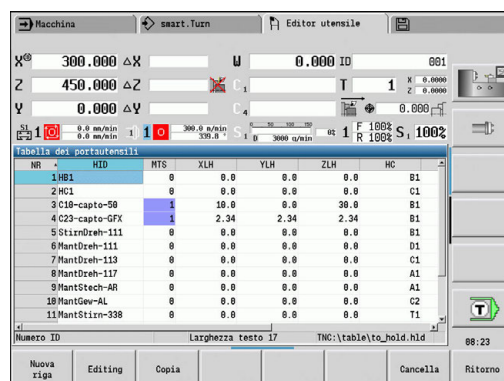 Macchina smart.Turn Editor utensile
X 300.000 ΔX W 0.000 ID 001
Z 450.000 ΔZ C 1 T 1 X 0.0000 Z 0.0000
Y 0.000 ΔY C 4 0.000
S1 1 0.0 mm/min 0.0 m/min 1 1 0 300.0 m/min 339.8 S 1 0 50 100 150 D 3000 u/min 0% 1 F 100% R 100% S 1 100%
Tabella dei portautensili
NR HID MTS XLH YLH ZLH HC
1 HB1 0 0.0 0.0 0.0 B1
2 HC1 0 0.0 0.0 0.0 C1
3 C10-capto-50 1 10.0 0.0 30.0 B1
4 C23-capto-GFX 1 2.34 2.34 2.34 B1
5 StirnDreh-111 0 0.0 0.0 0.0 B1
6 MantDreh-111 0 0.0 0.0 0.0 D1
7 MantDreh-113 0 0.0 0.0 0.0 C1
8 MantDreh-117 0 0.0 0.0 0.0 A1
9 MantStech-AR 0 0.0 0.0 0.0 A1
10 MantGew-AL 0 0.0 0.0 0.0 C2
11 MantStirn-338 0 0.0 0.0 0.0 T1
Numero ID Larghezza testo 17 TNC:\table\to_hold.hld
T
08:23
Nuova riga Editing Copia Cancella Ritorno